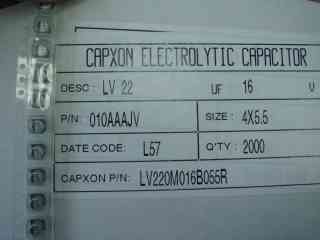 CAPXON ELECTROLYTIC CAPACITOR
DESC : LV 22 UF 16 V
P/N: 010AAAJV SIZE : 4X5.5
DATE CODE: L57 Q'TY : 2000
CAPXON P/N: LV220M016B055R